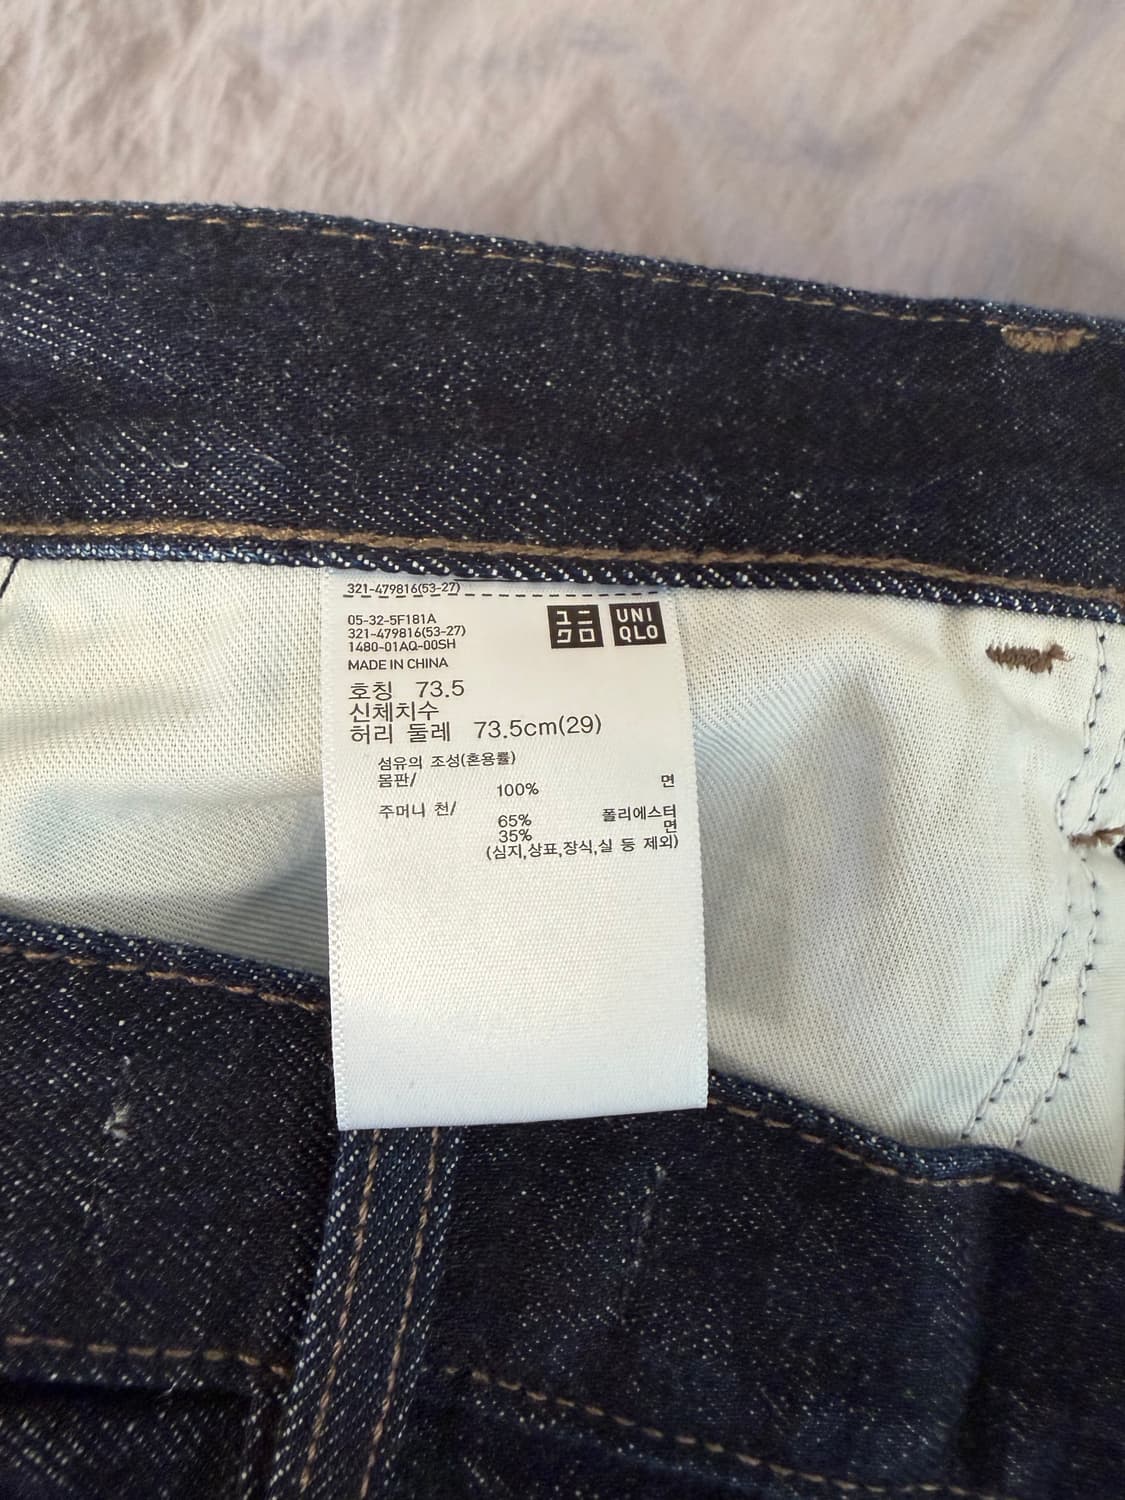 321-479816(53-27)
05-32-5F181A
321-479816(53-27)
1480-01AQ-00SH
MADE IN CHINA
ユニ
クロ
UNI
QLO
호칭 73.5
신체치수
허리 둘레 73.5cm(29)
섬유의 조성(혼용률)
몸판/
100% 면
주머니 천/
65% 폴리에스터
35% 면
(심지,상표,장식,실 등 제외)